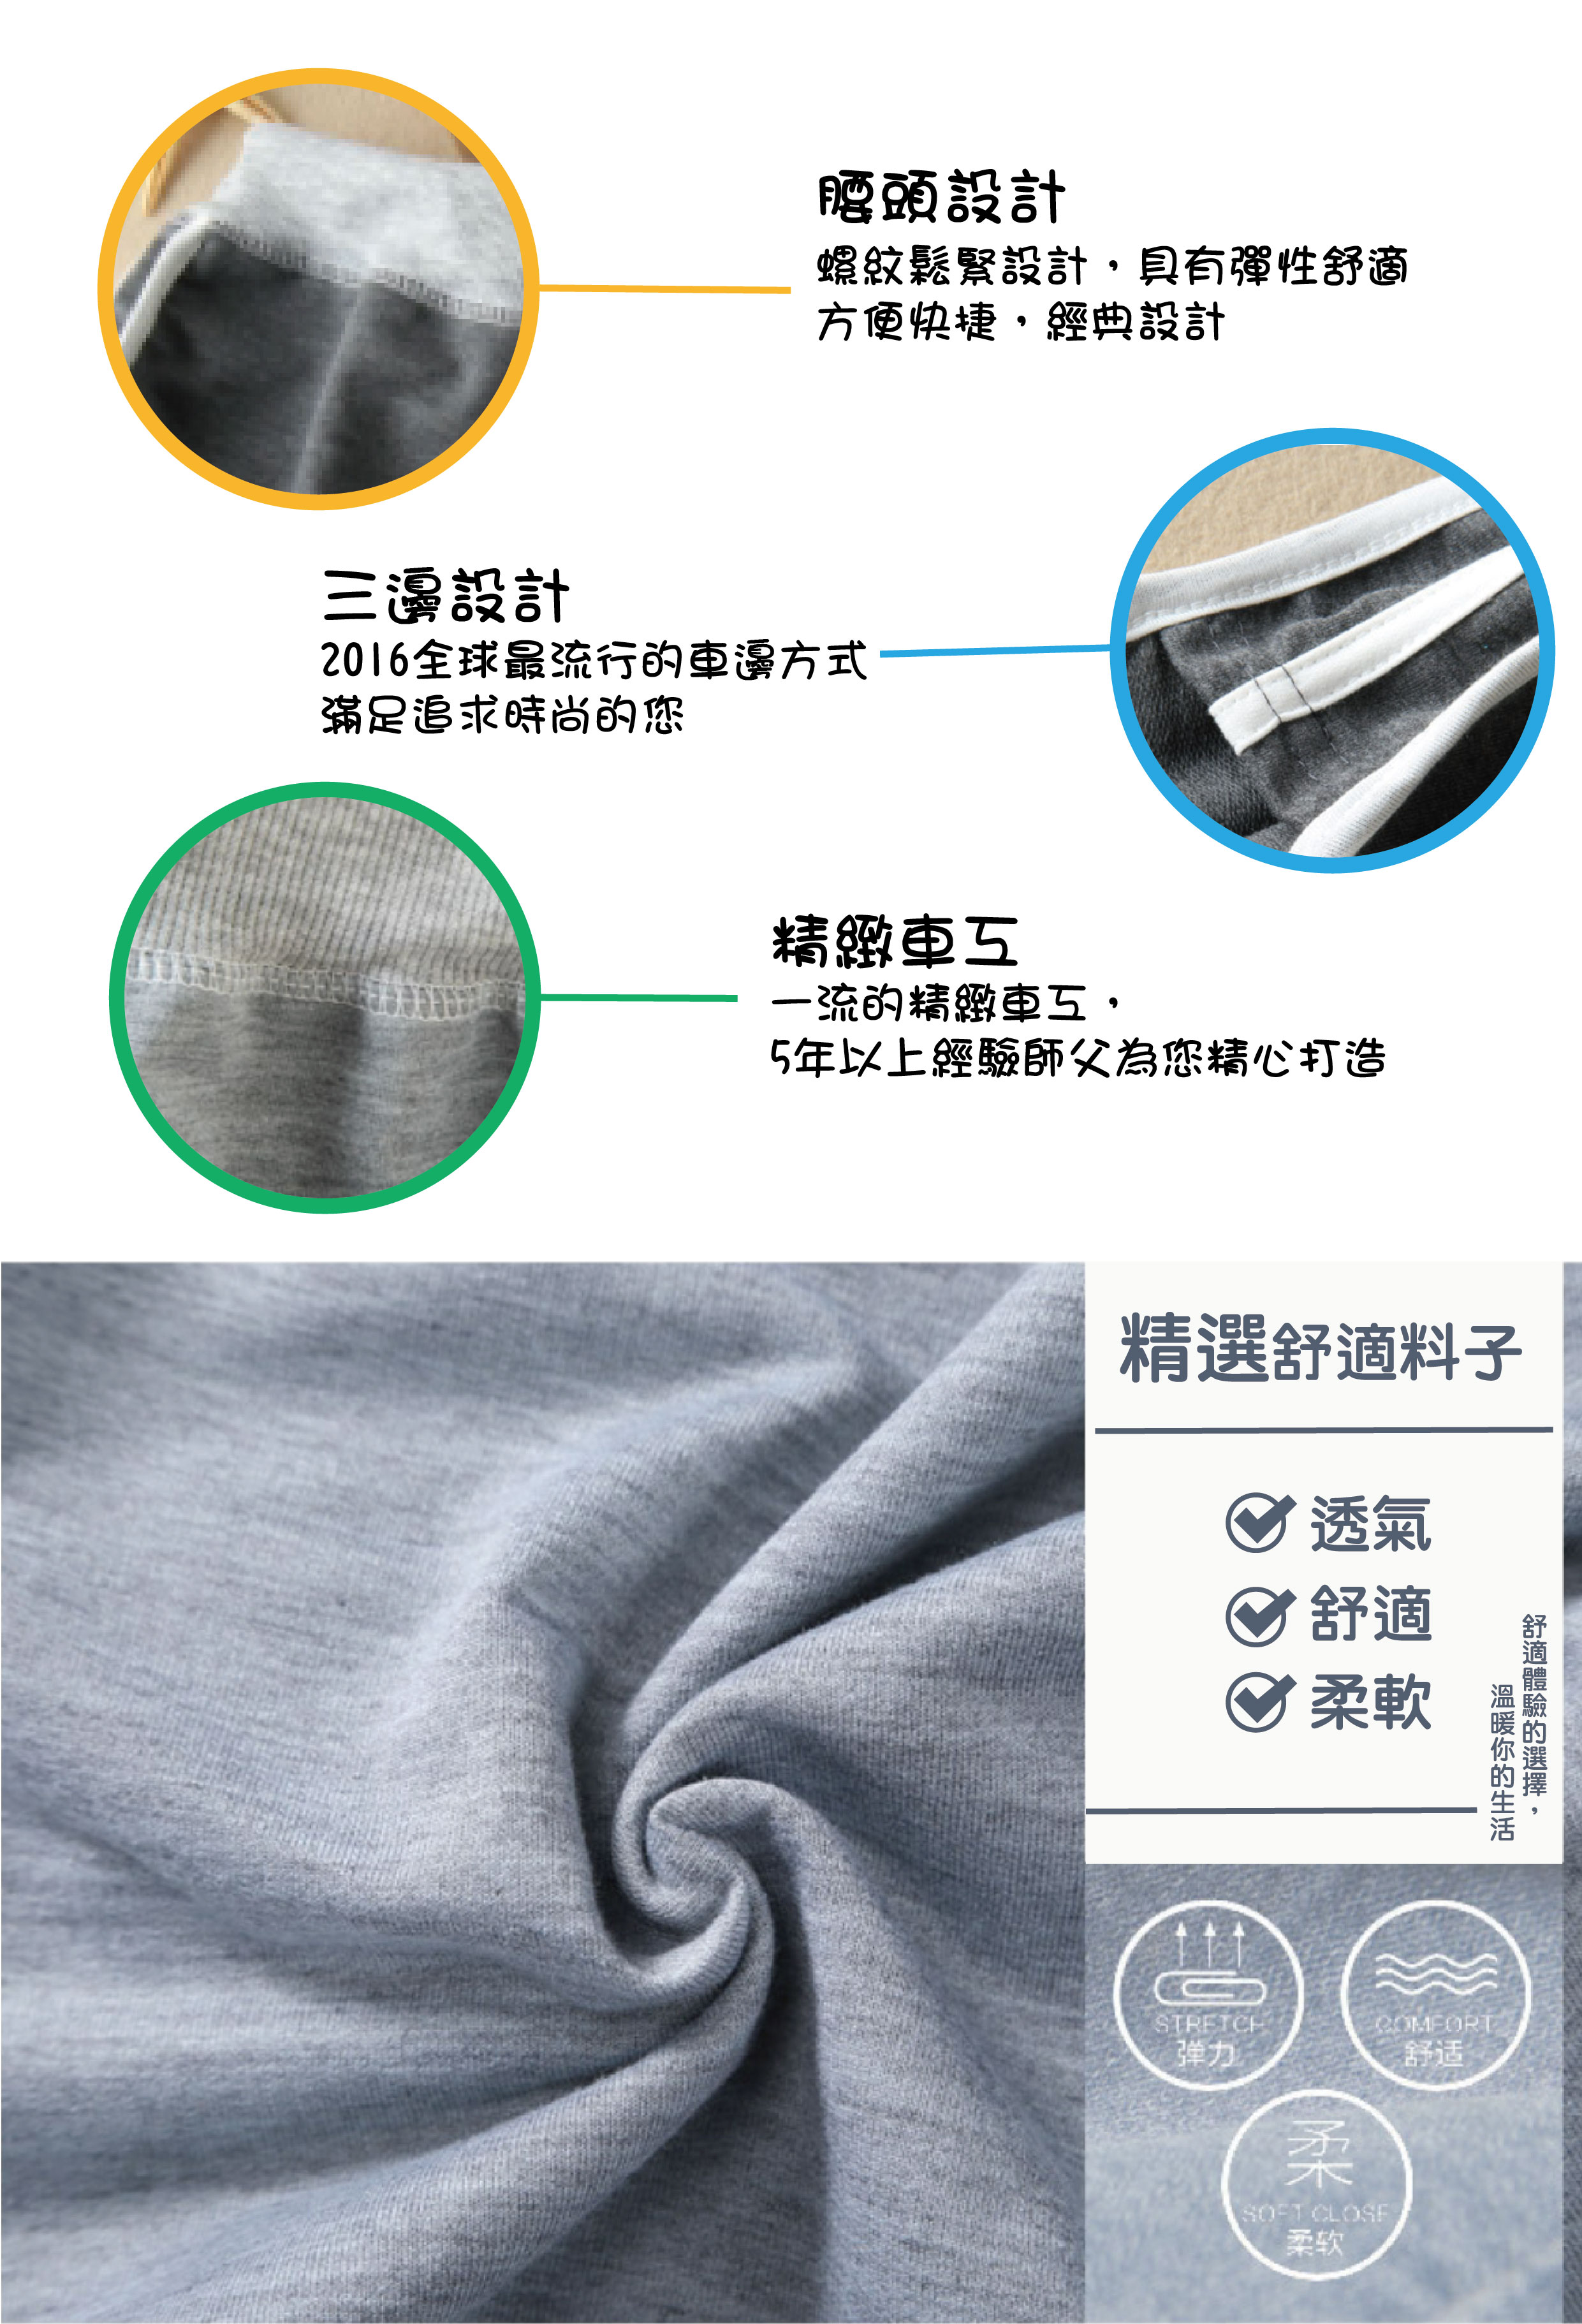 腰頭設計
螺紋鬆緊設計，具有彈性舒適
方便快捷，經典設計
三邊設計
2016全球最流行的車邊方式
滿足追求時尚的您
精緻車工
一流的精緻車工，
5年以上經驗師父為您精心打造
精選舒適料子
透氣
舒適
柔軟
舒適體驗的選擇，
溫暖你的生活
STRETCH
弹力
COMFORT
舒适
柔
SOFT CLOSE
柔软